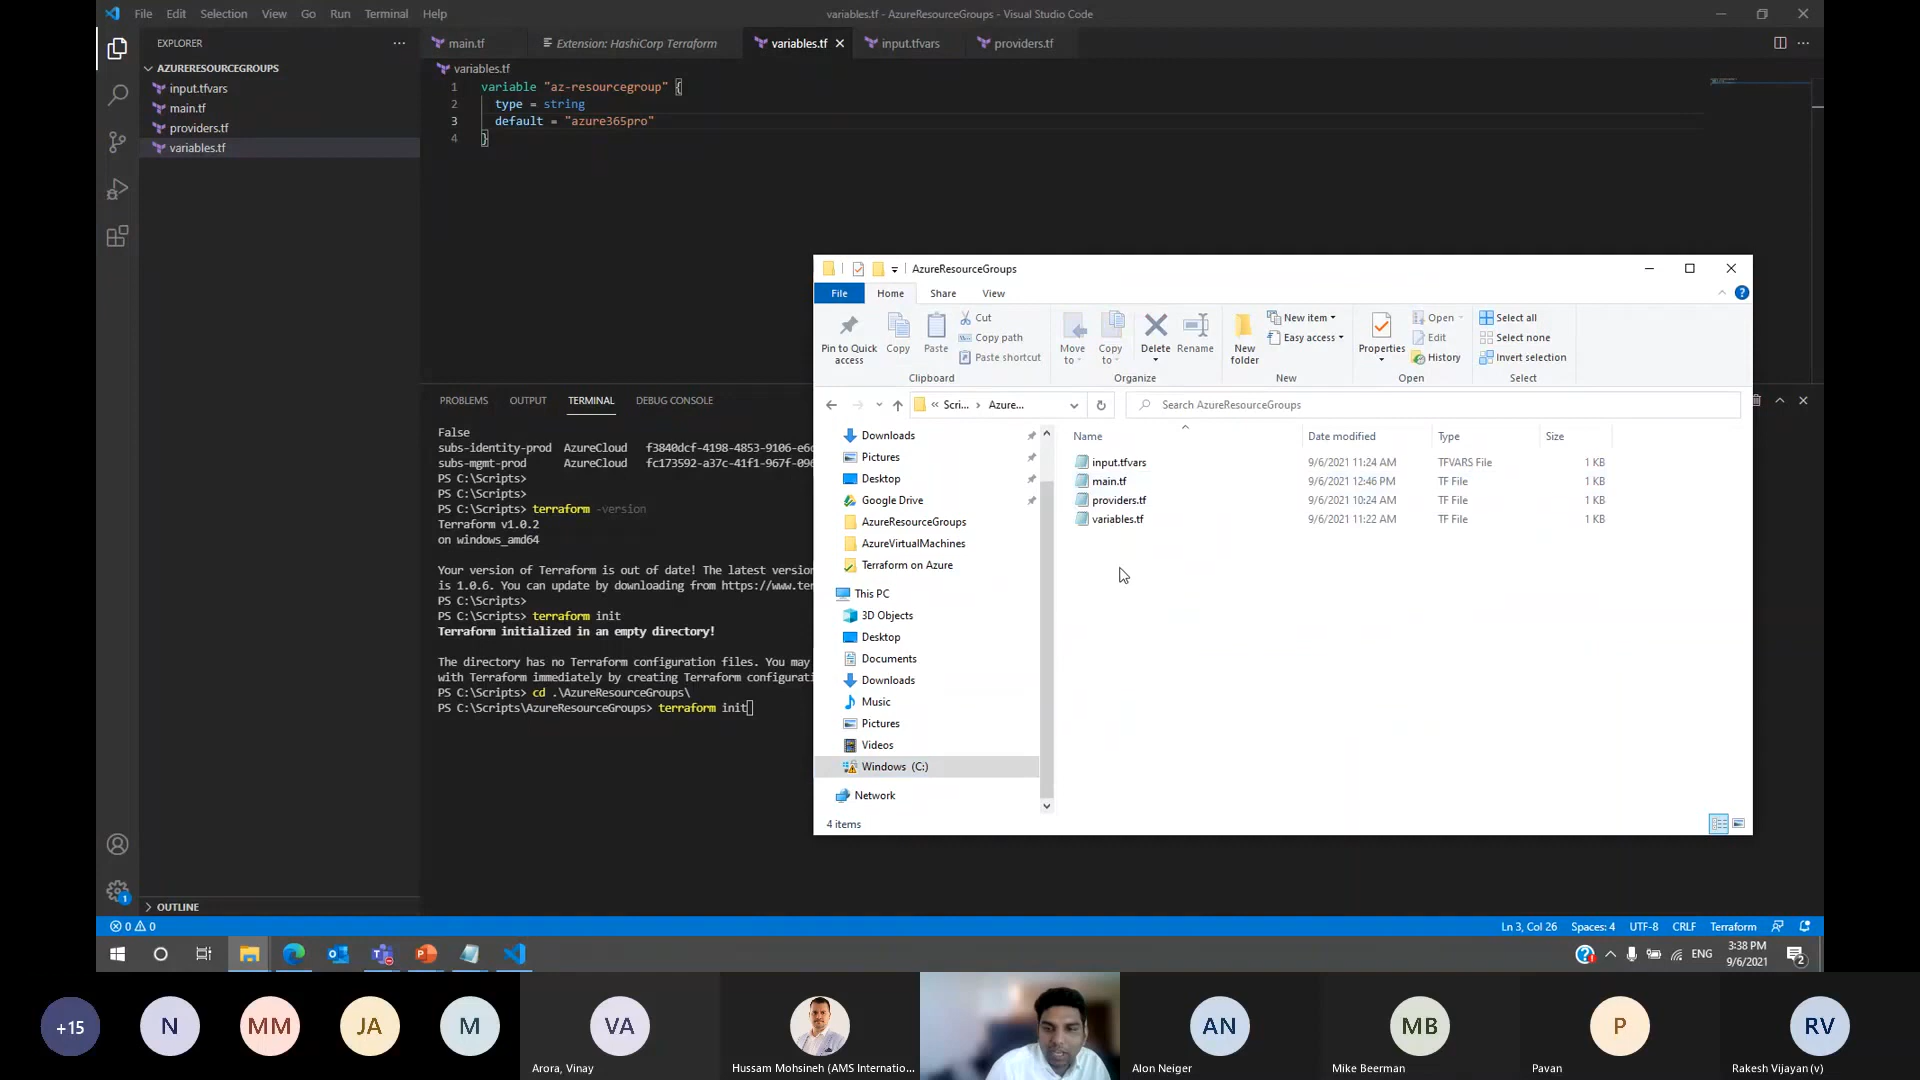 File Edit Selection View Go Run Terminal Help
variables.tf - AzureResourceGroups - Visual Studio Code
EXPLORER
AZURERESOURCEGROUPS
input.tfvars
main.tf
providers.tf
variables.tf
OUTLINE
main.tf
Extension: HashiCorp Terraform
variables.tf
input.tfvars
providers.tf
variables.tf
1 variable "az-resourcegroup" {
2 type = string
3 default = "azure365pro"
4 }
PROBLEMS OUTPUT TERMINAL DEBUG CONSOLE
False
subs-identity-prod AzureCloud f3840dcf-4198-4853-9106-e6
subs-mgmt-prod AzureCloud fc173592-a37c-41f1-967f-09
PS C:\Scripts>
PS C:\Scripts>
PS C:\Scripts> terraform -version
Terraform v1.0.2
on windows_amd64
Your version of Terraform is out of date! The latest version
is 1.0.6. You can update by downloading from https://www.te
PS C:\Scripts>
PS C:\Scripts> terraform init
Terraform initialized in an empty directory!
The directory has no Terraform configuration files. You may
with Terraform immediately by creating Terraform configurati
PS C:\Scripts> cd .\AzureResourceGroups\
PS C:\Scripts\AzureResourceGroups> terraform init
AzureResourceGroups
File Home Share View
Pin to Quick access
Copy
Paste
Cut
Copy path
Paste shortcut
Clipboard
Move to
Copy to
Delete
Rename
Organize
New folder
New item
Easy access
New
Properties
Open
Edit
History
Open
Select all
Select none
Invert selection
Select
« Scri... › Azure...
Search AzureResourceGroups
Downloads
Pictures
Desktop
Google Drive
AzureResourceGroups
AzureVirtualMachines
Terraform on Azure
This PC
3D Objects
Desktop
Documents
Downloads
Music
Pictures
Videos
Windows (C:)
Network
Name Date modified Type Size
input.tfvars 9/6/2021 11:24 AM TFVARS File 1 KB
main.tf 9/6/2021 12:46 PM TF File 1 KB
providers.tf 9/6/2021 10:24 AM TF File 1 KB
variables.tf 9/6/2021 11:22 AM TF File 1 KB
4 items
0 0
Ln 3, Col 26 Spaces: 4 UTF-8 CRLF Terraform
ENG
3:38 PM
9/6/2021
2
+15
N
MM
JA
M
VA
Arora, Vinay
Hussam Mohsineh (AMS Internatio...
AN
Alon Neiger
MB
Mike Beerman
P
Pavan
RV
Rakesh Vijayan (v)